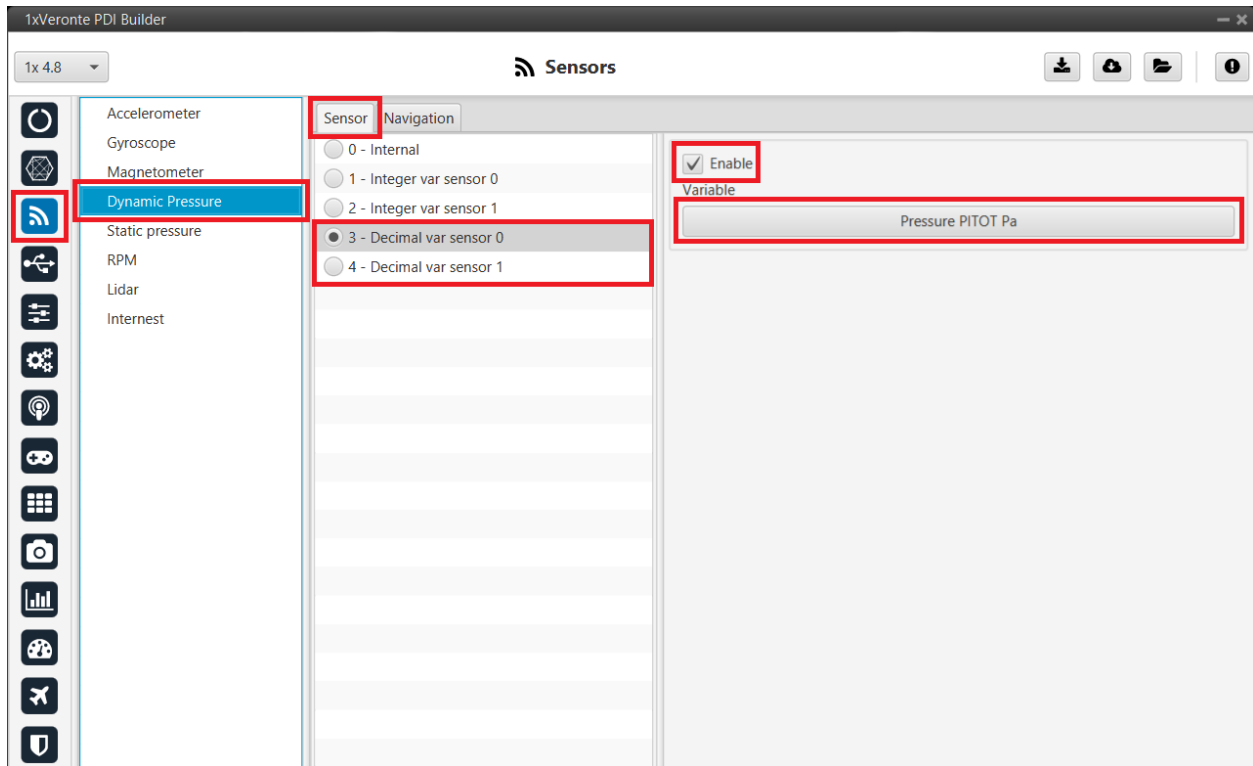 1xVeronte PDI Builder
1x 4.8
Sensors
Accelerometer
Gyroscope
Magnetometer
Dynamic Pressure
Static pressure
RPM
Lidar
Internest
Sensor
Navigation
0 - Internal
1 - Integer var sensor 0
2 - Integer var sensor 1
3 - Decimal var sensor 0
4 - Decimal var sensor 1
Enable
Variable
Pressure PITOT Pa